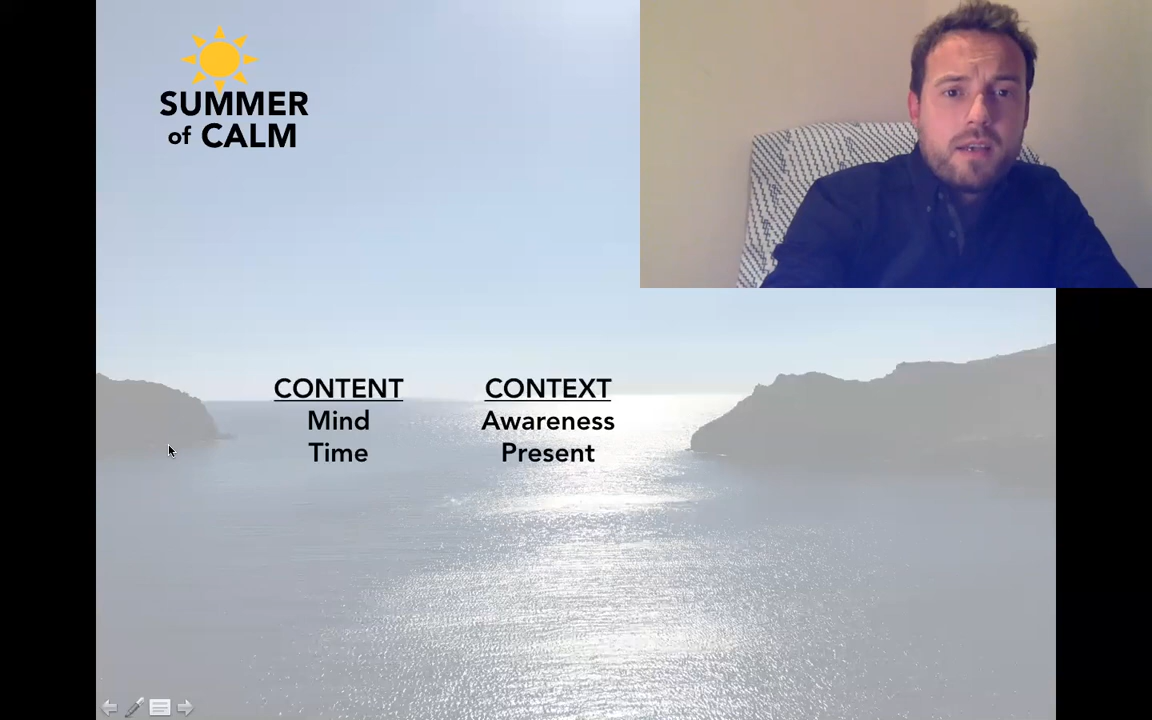 SUMMER
of CALM
CONTENT CONTEXT
Mind Awareness
Time Present